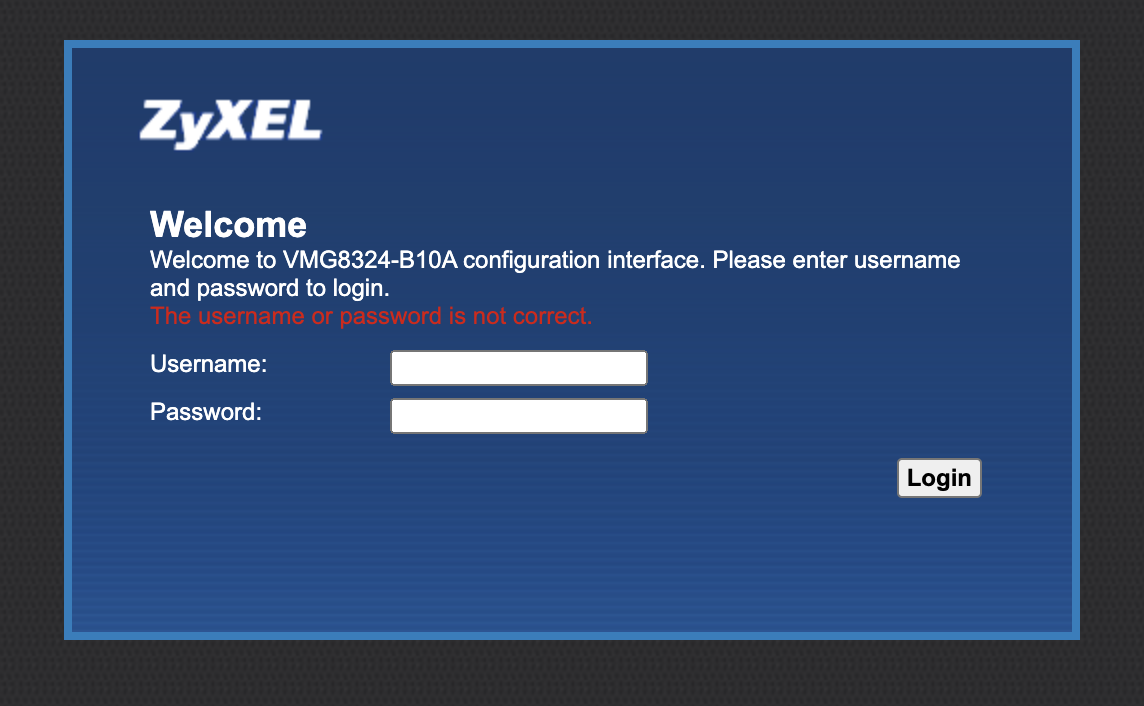 ZyXEL
Welcome
Welcome to VMG8324-B10A configuration interface. Please enter username
and password to login.
The username or password is not correct.
Username:
Password:
Login